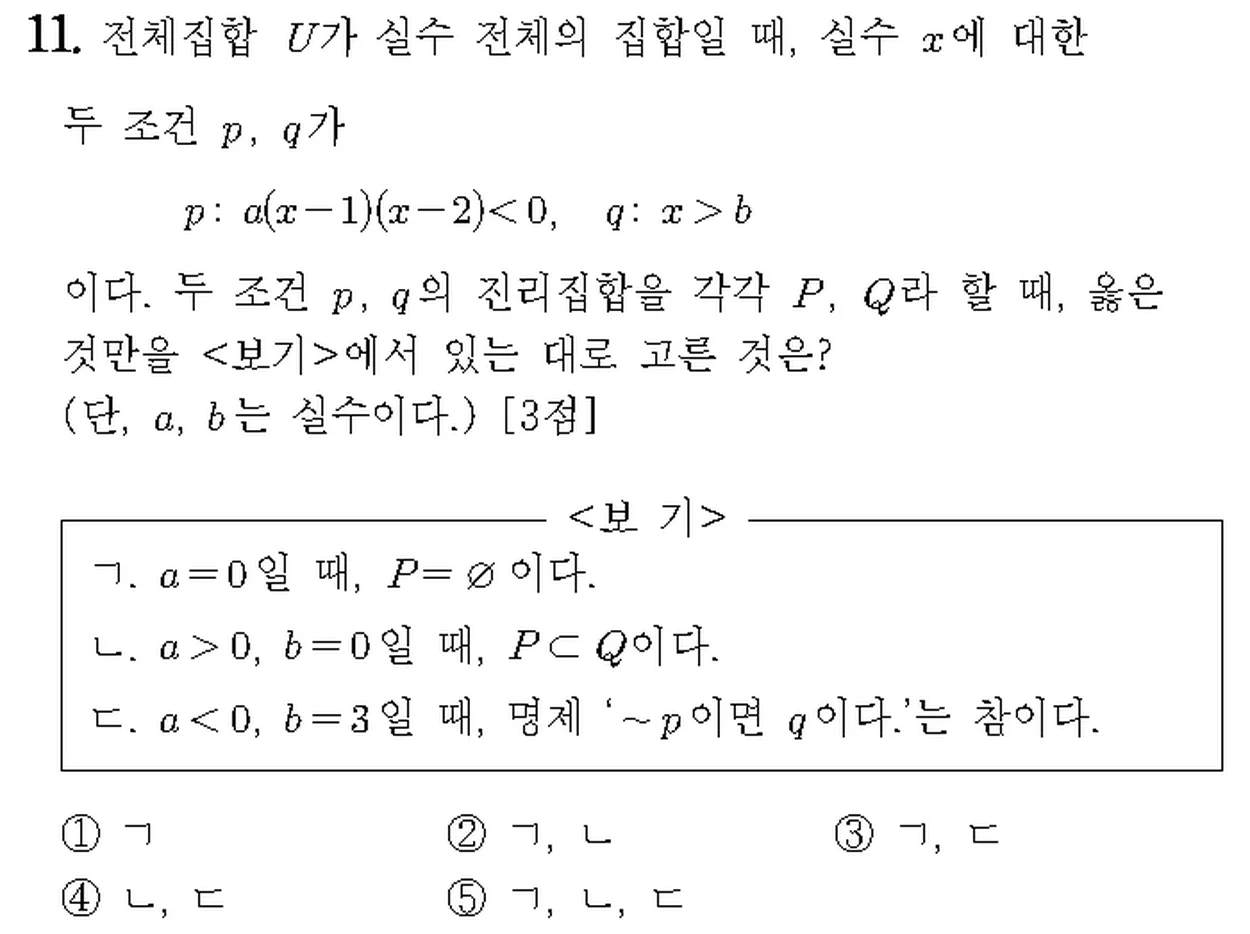 11. 전체집합 U가 실수 전체의 집합일 때, 실수 x에 대한
두 조건 p, q가
p: a(x-1)(x-2)<0, q: x>b
이다. 두 조건 p, q의 진리집합을 각각 P, Q라 할 때, 옳은
것만을 <보기>에서 있는 대로 고른 것은?
(단, a, b는 실수이다.) [3점]
<보 기>
ㄱ. a=0일 때, P=∅ 이다.
ㄴ. a>0, b=0일 때, P⊂Q이다.
ㄷ. a<0, b=3일 때, 명제 ‘~p이면 q이다.’는 참이다.
① ㄱ ② ㄱ, ㄴ ③ ㄱ, ㄷ
④ ㄴ, ㄷ ⑤ ㄱ, ㄴ, ㄷ